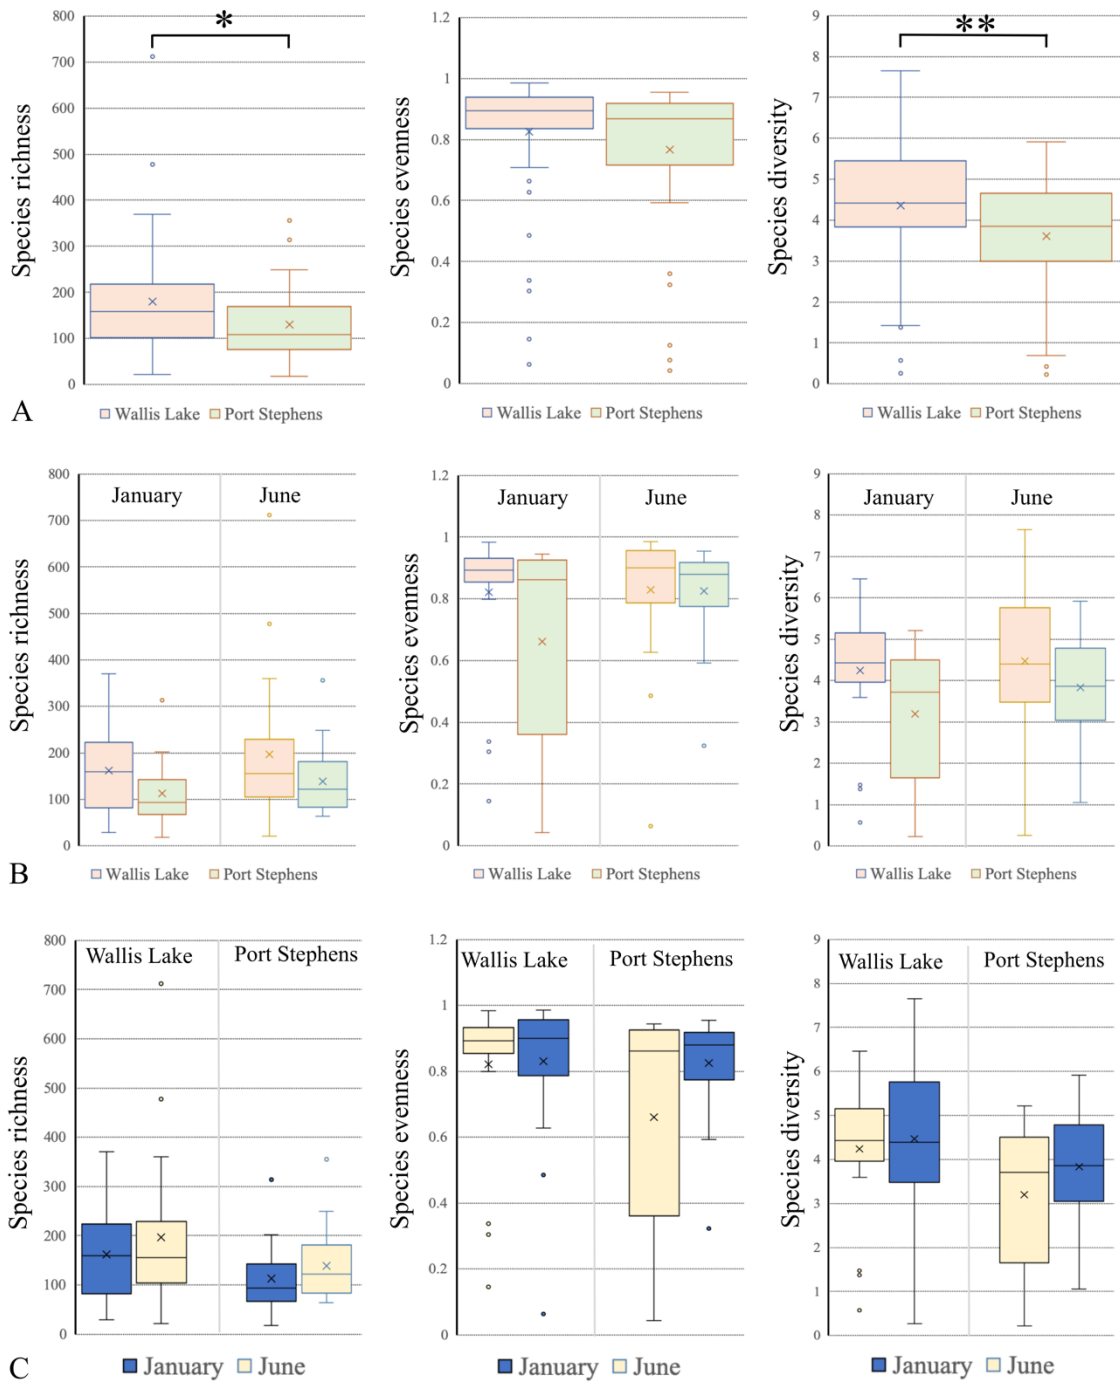 *
**
Species richness
800
700
600
500
400
300
200
100
0
Species evenness
1.2
1
0.8
0.6
0.4
0.2
0
Species diversity
9
8
7
6
5
4
3
2
1
0
A
Wallis Lake Port Stephens
Wallis Lake Port Stephens
Wallis Lake Port Stephens
Species richness
800
700
600
500
400
300
200
100
0
January June
Species evenness
1.2
1
0.8
0.6
0.4
0.2
0
January June
Species diversity
9
8
7
6
5
4
3
2
1
0
January June
B
Wallis Lake Port Stephens
Wallis Lake Port Stephens
Wallis Lake Port Stephens
Species richness
800
700
600
500
400
300
200
100
0
Wallis Lake Port Stephens
Species evenness
1.2
1
0.8
0.6
0.4
0.2
0
Wallis Lake Port Stephens
Species diversity
9
8
7
6
5
4
3
2
1
0
Wallis Lake Port Stephens
C
January June
January June
January June